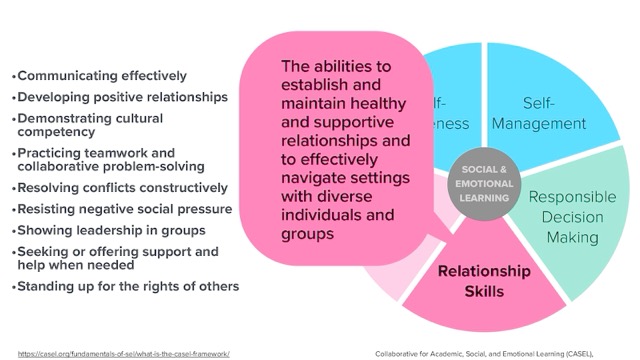 •Communicating effectively
•Developing positive relationships
•Demonstrating cultural
competency
•Practicing teamwork and
collaborative problem-solving
•Resolving conflicts constructively
•Resisting negative social pressure
•Showing leadership in groups
•Seeking or offering support and
help when needed
•Standing up for the rights of others
The abilities to
establish and
maintain healthy
and supportive
relationships and
to effectively
navigate settings
with diverse
individuals and
groups
lf-
eness
Self-
Management
SOCIAL &
EMOTIONAL
LEARNING
Responsible
Decision
Making
Relationship
Skills
https://casel.org/fundamentals-of-sel/what-is-the-casel-framework/
Collaborative for Academic, Social, and Emotional Learning (CASEL),